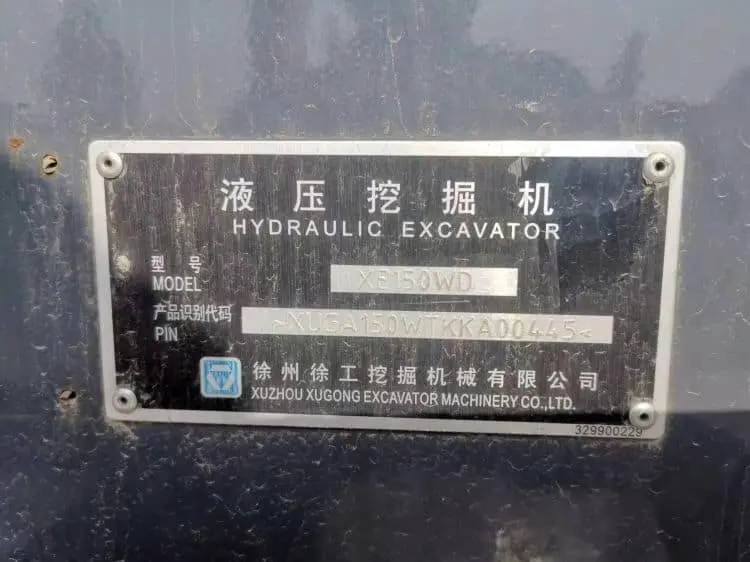 液压挖掘机
HYDRAULIC EXCAVATOR
型号
MODEL
XE150WD
产品识别代码
PIN
>XUGA150WTKKA00445<
徐州徐工挖掘机械有限公司
XUZHOU XUGONG EXCAVATOR MACHINERY CO.,LTD.
329900229